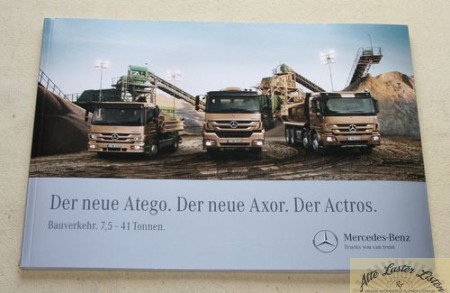 Der neue Atego. Der neue Axor. Der Actros.
Bauverkehr. 7,5 – 41 Tonnen.
Mercedes-Benz
Trucks you can trust
Alte Laster Listen